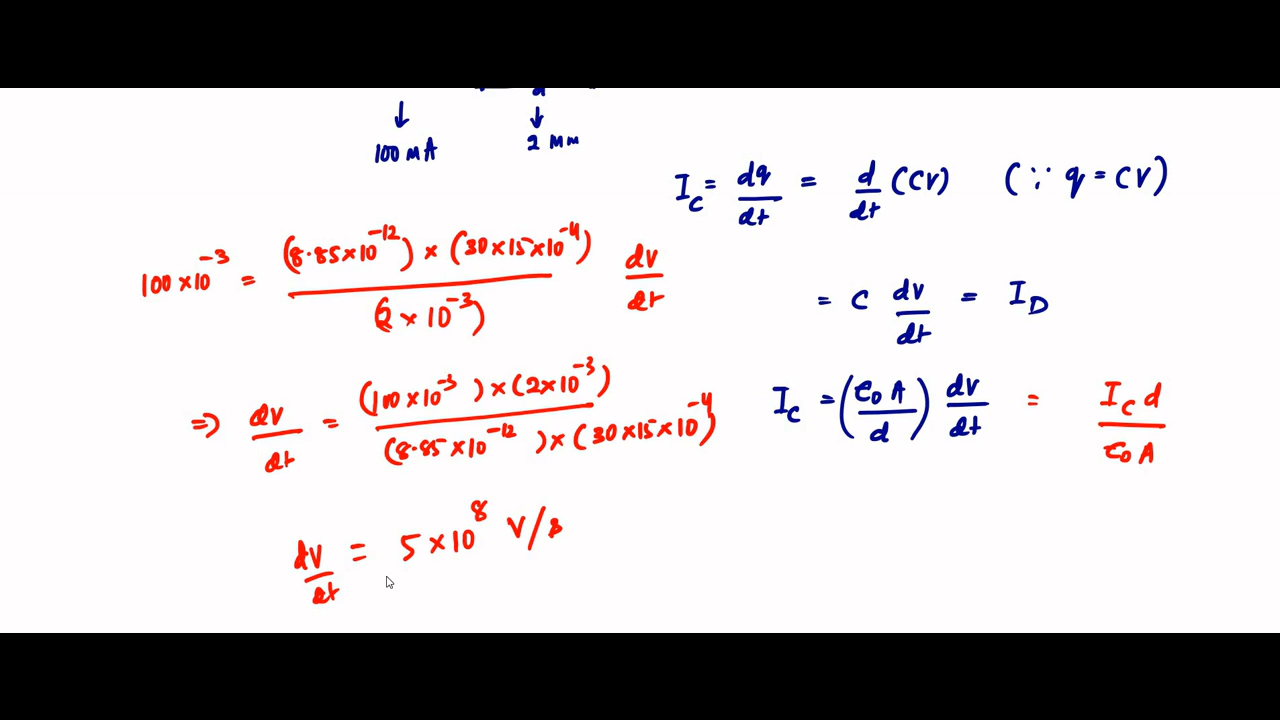 d
↓ ↓
100 mA 2 mm
I_C = dq/dt = d/dt (CV) (∵ q = CV)
100×10^-3 = (8.85×10^-12) × (30×15×10^-4) / (2×10^-3) dv/dt
= C dv/dt = I_D
⇒ dv/dt = (100×10^-3) × (2×10^-3) / (8.85×10^-12) × (30×15×10^-4)
I_C = (ϵ₀ A / d) dv/dt = I_C d / ϵ₀ A
dv/dt = 5×10^8 V/s